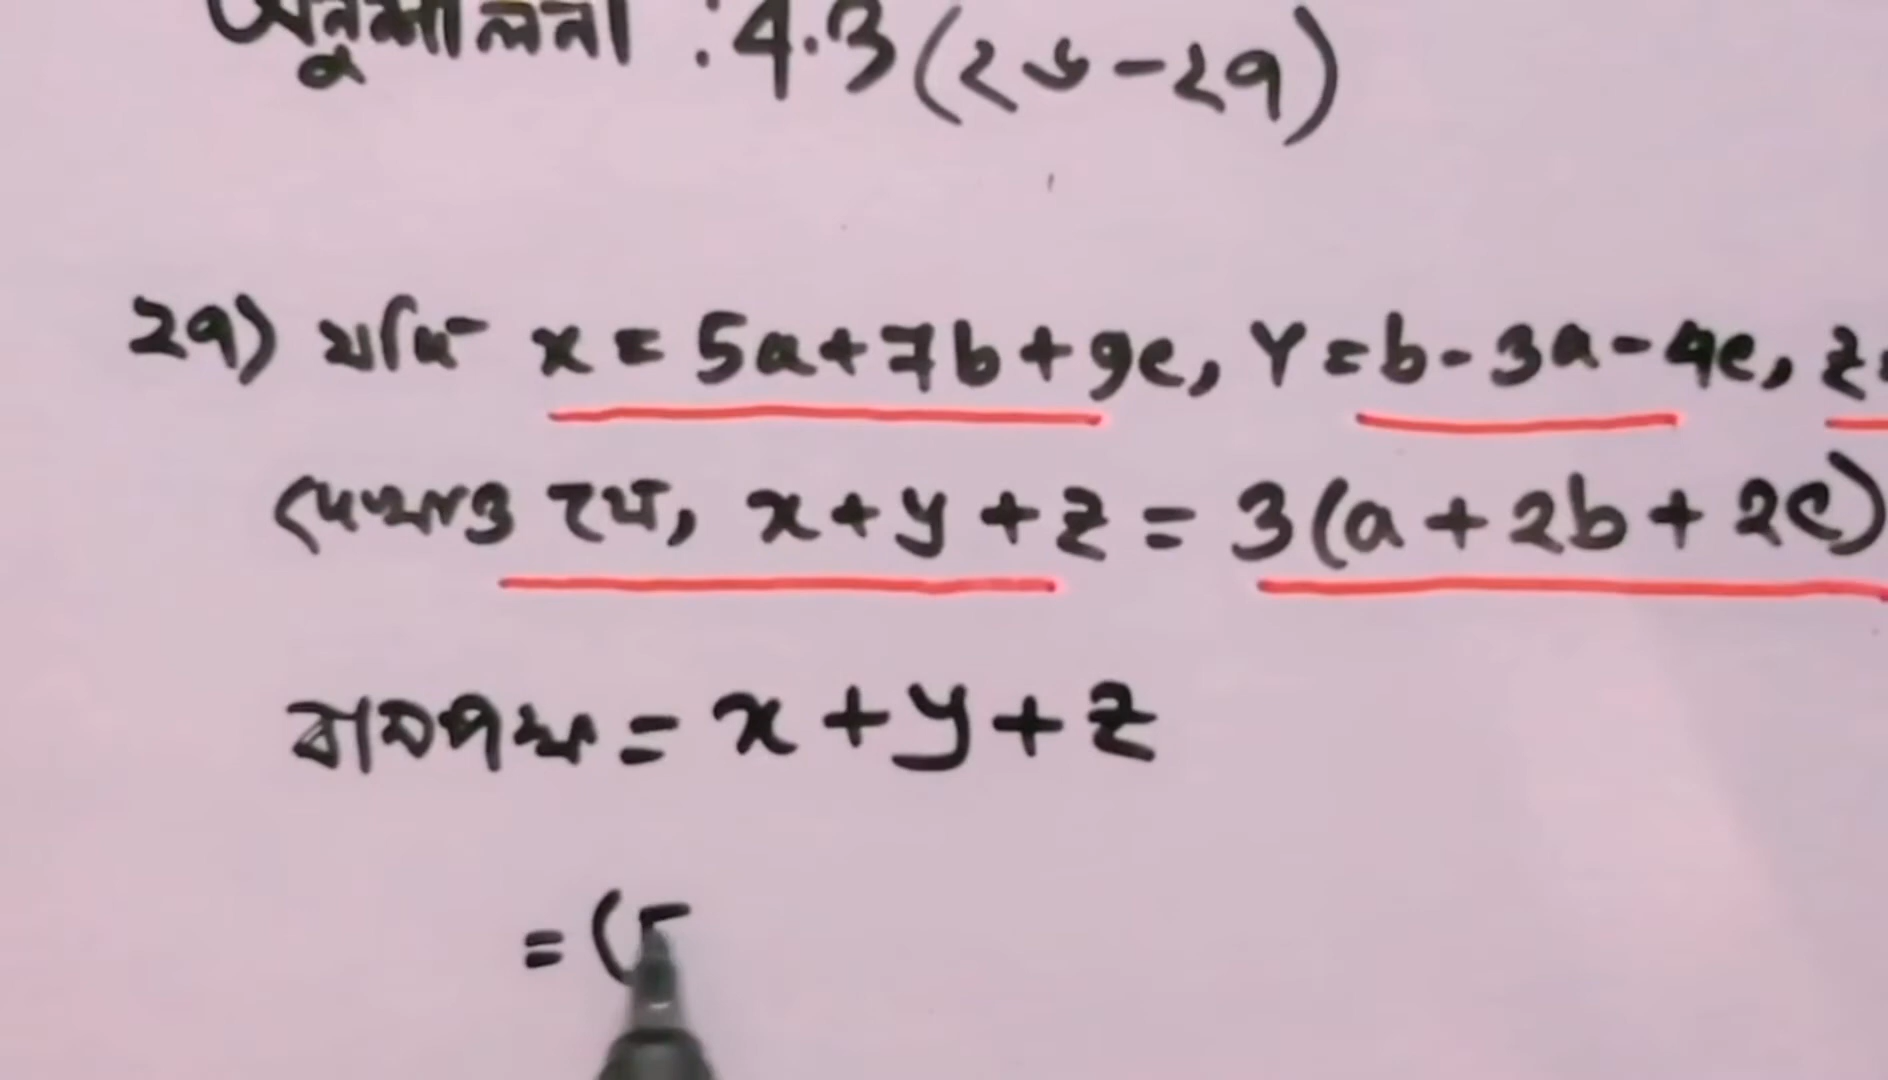 অনুশীলনী : 4.3 (২৬-২৭)
২৭) যদি x = 5a+7b+9c, Y = b-3a-4c, z=
দেখাও যে, x+y+z = 3(a+2b+2c)
বামপক্ষ = x+y+z
= (5